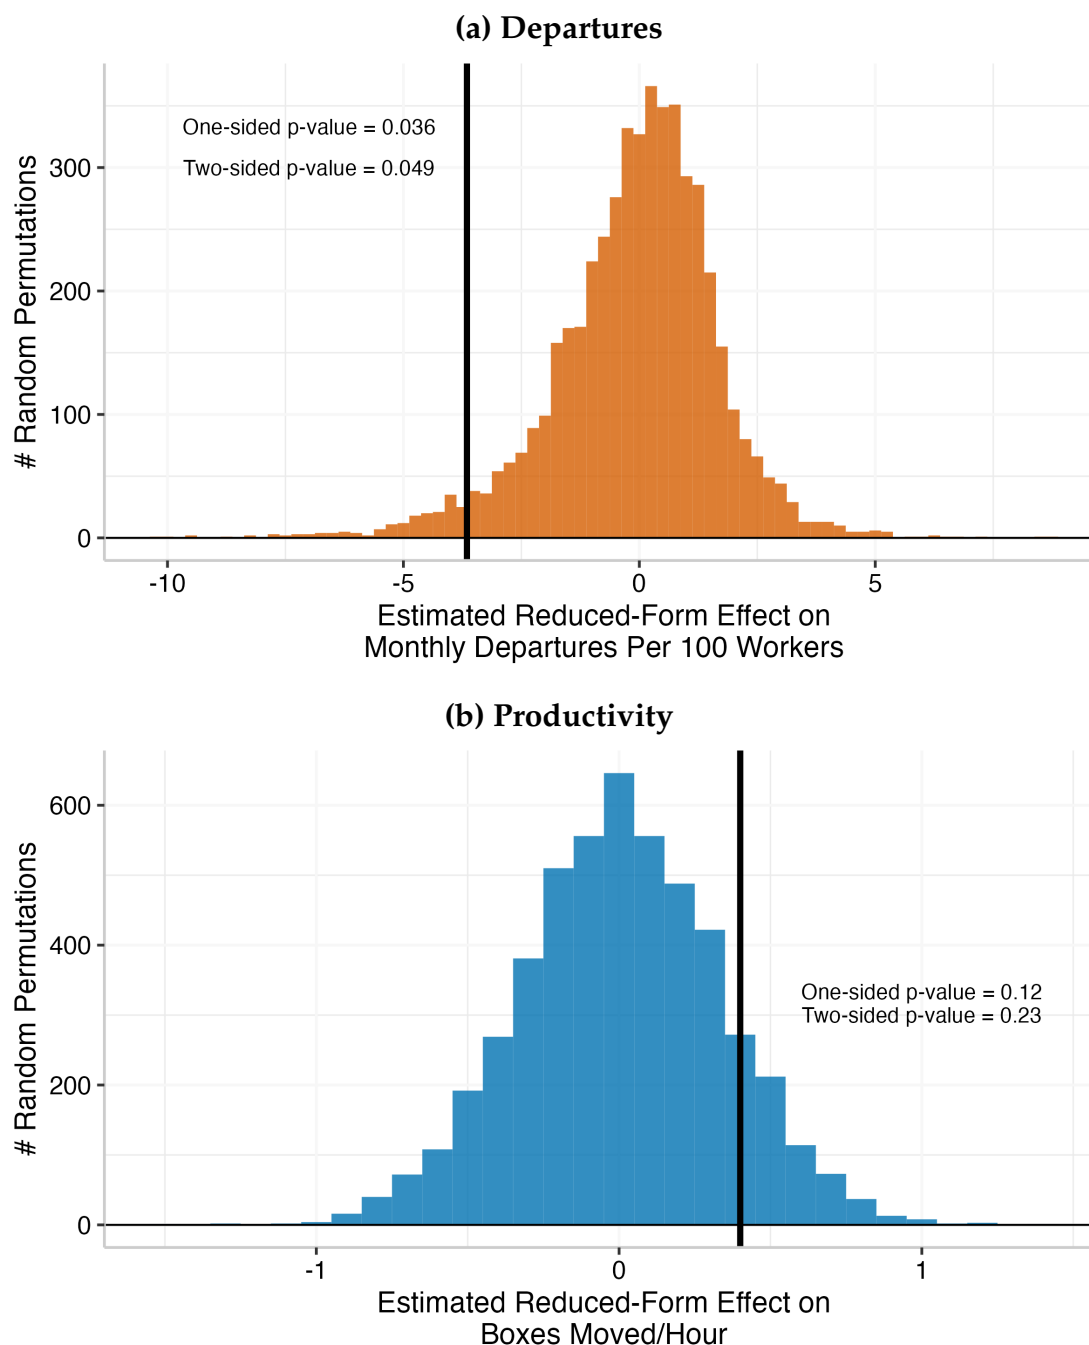 (a) Departures
One-sided p-value = 0.036
Two-sided p-value = 0.049
# Random Permutations
300
200
100
0
-10
-5
0
5
Estimated Reduced-Form Effect on
Monthly Departures Per 100 Workers
(b) Productivity
One-sided p-value = 0.12
Two-sided p-value = 0.23
# Random Permutations
600
400
200
0
-1
0
1
Estimated Reduced-Form Effect on
Boxes Moved/Hour